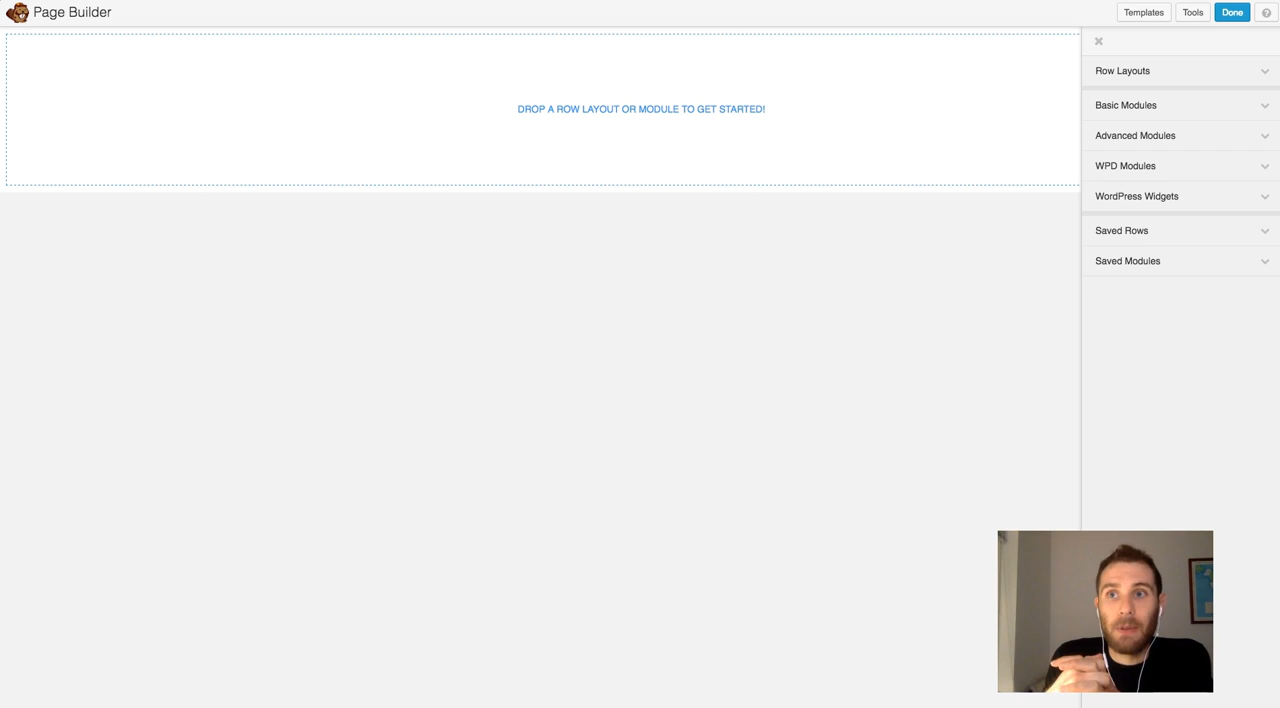 Page Builder
Templates
Tools
Done
?
DROP A ROW LAYOUT OR MODULE TO GET STARTED!
Row Layouts
Basic Modules
Advanced Modules
WPD Modules
WordPress Widgets
Saved Rows
Saved Modules